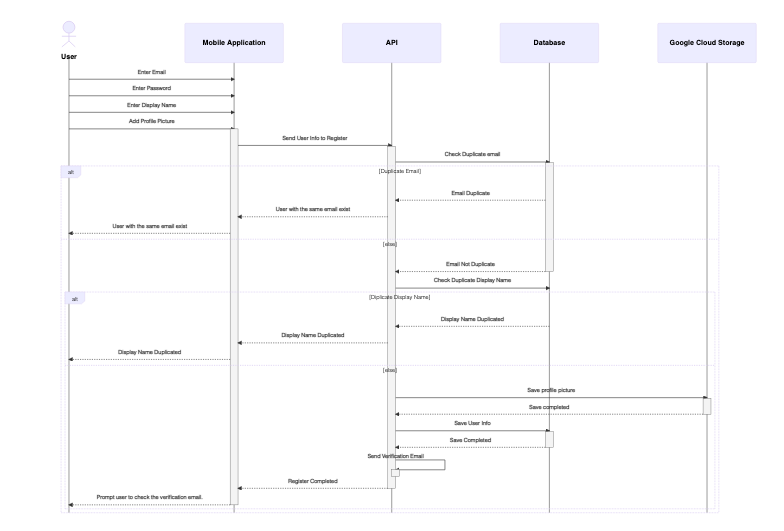 User
Mobile Application
API
Database
Google Cloud Storage
Enter Email
Enter Password
Enter Display Name
Add Profile Picture
Send User Info to Register
Check Duplicate email
alt
[Duplicate Email]
Email Duplicate
User with the same email exist
User with the same email exist
[else]
Email Not Duplicate
Check Duplicate Display Name
alt
[Diplicate Display Name]
Display Name Duplicated
Display Name Duplicated
Display Name Duplicated
[else]
Save profile picture
Save completed
Save User Info
Save Completed
Send Verification Email
Register Completed
Prompt user to check the verification email.